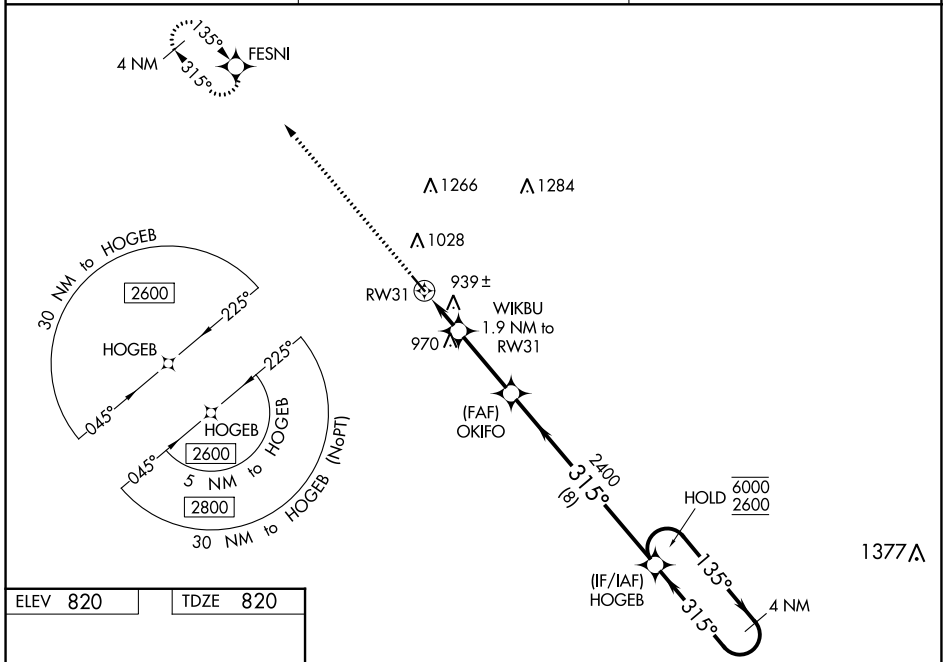 135°
FESNI
4 NM
315°
1266
1284
30 NM to HOGEB
1028
2600
225°
RW31
939 ±
WIKBU
1.9 NM to
RW31
970
HOGEB
045°
225°
(FAF)
OKIFO
HOGEB
045°
2600
5 NM to HOGEB
2800
30 NM to HOGEB (NoPT)
2400
315°
(8)
HOLD
6000
2600
1377
135°
(IF/IAF)
HOGEB
315°
4 NM
ELEV 820
TDZE 820